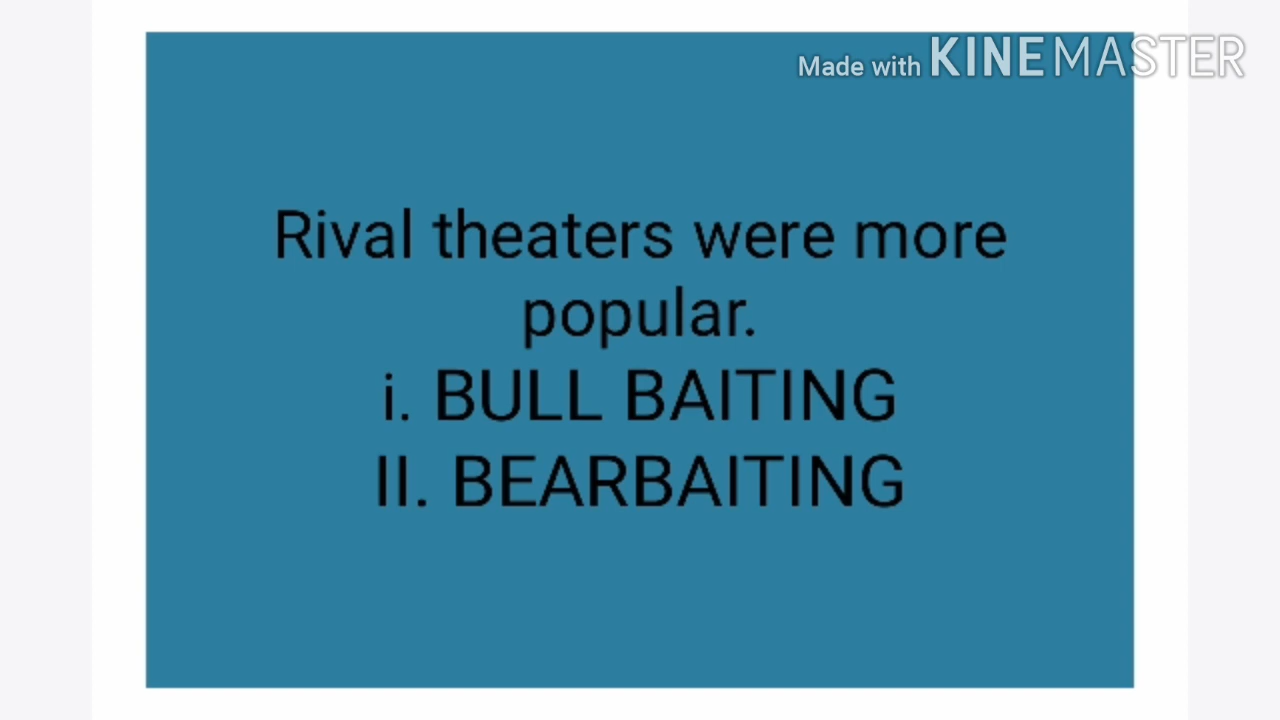 Made with KINEMASTER
Rival theaters were more
popular.
i. BULL BAITING
II. BEARBAITING